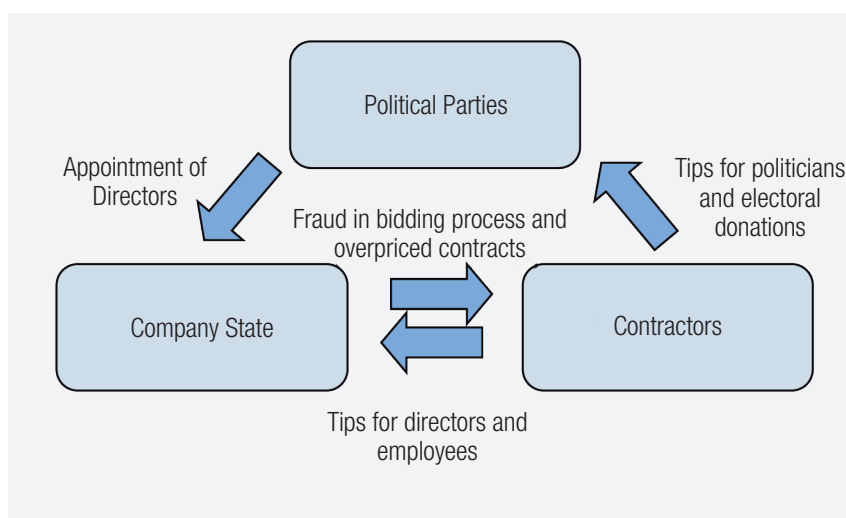 Political Parties
Appointment of
Directors
Tips for politicians
and electoral
donations
Fraud in bidding process and
overpriced contracts
Company State
Contractors
Tips for directors and
employees